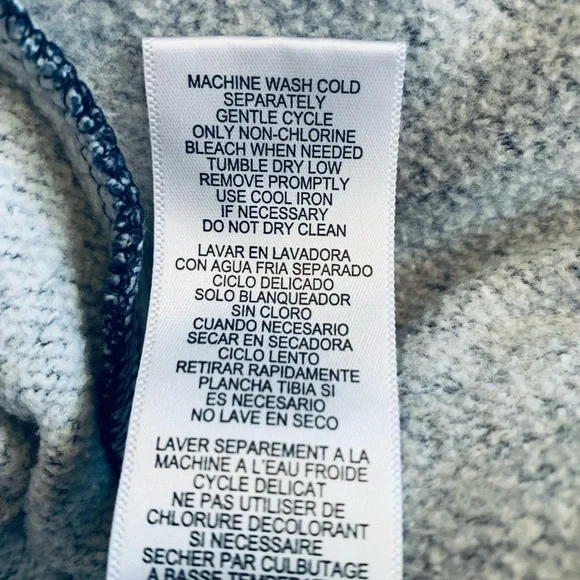 MACHINE WASH COLD
SEPARATELY
GENTLE CYCLE
ONLY NON-CHLORINE
BLEACH WHEN NEEDED
TUMBLE DRY LOW
REMOVE PROMPTLY
USE COOL IRON
IF NECESSARY
DO NOT DRY CLEAN
LAVAR EN LAVADORA
CON AGUA FRIA SEPARADO
CICLO DELICADO
SOLO BLANQUEADOR
SIN CLORO
CUANDO NECESARIO
SECAR EN SECADORA
CICLO LENTO
RETIRAR RAPIDAMENTE
PLANCHA TIBIA SI
ES NECESARIO
NO LAVE EN SECO
LAVER SEPAREMENT A LA
MACHINE A L'EAU FROIDE
CYCLE DELICAT
NE PAS UTILISER DE
CHLORURE DECOLORANT
SI NECESSAIRE
SECHER PAR CULBUTAGE
A BASSE